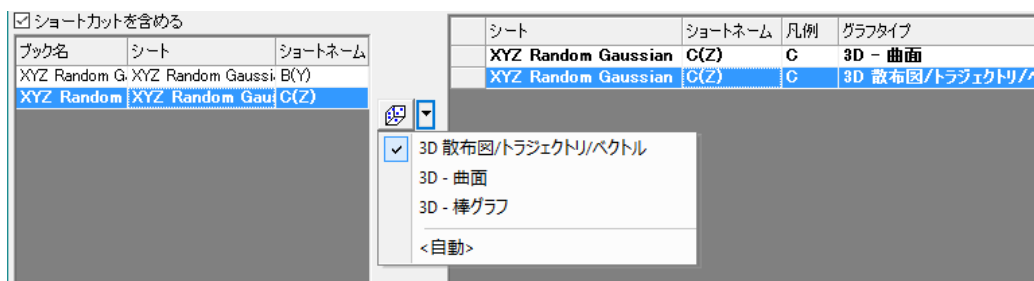 ショートカットを含める
ブック名 シート ショートネーム
XYZ Random G XYZ Random Gaussi B(Y)
XYZ Random XYZ Random Gau C(Z)
シート ショートネーム 凡例 グラフタイプ
XYZ Random Gaussian C(Z) C 3D - 曲面
XYZ Random Gaussian C(Z) C 3D 散布図/トラジェクトリ/
3D 散布図/トラジェクトリ/ベクトル
3D - 曲面
3D - 棒グラフ
<自動>